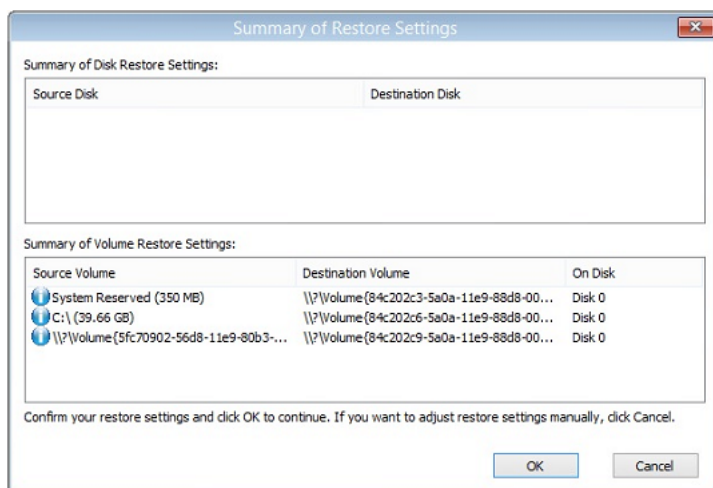 Summary of Restore Settings
Summary of Disk Restore Settings:
Source Disk Destination Disk
Summary of Volume Restore Settings:
Source Volume Destination Volume On Disk
System Reserved (350 MB) \\?\Volume{84c202c3-5a0a-11e9-88d8-00... Disk 0
C:\ (39.66 GB) \\?\Volume{84c202c6-5a0a-11e9-88d8-00... Disk 0
\\?\Volume{5fc70902-56d8-11e9-80b3-... \\?\Volume{84c202c9-5a0a-11e9-88d8-00... Disk 0
Confirm your restore settings and click OK to continue. If you want to adjust restore settings manually, click Cancel.
OK Cancel